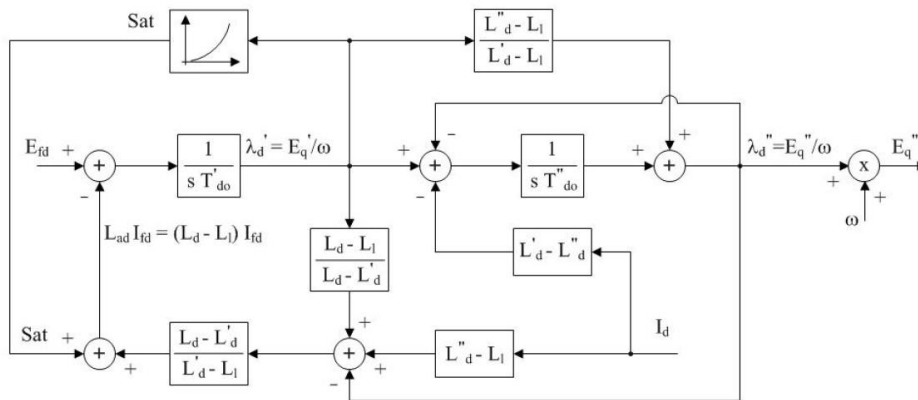 Sat
L"d - Ll
L'd - Ll
Efd
+
+
-
1
s T'do
λd' = Eq'/ω
+
-
-
+
1
s T"do
+
+
+
λd"=Eq"/ω
+
x
+
Eq"
ω
Lad Ifd = (Ld - Ll) Ifd
Ld - Ll
Ld - L'd
L'd - L"d
Sat
+
+
+
Ld - L'd
L'd - Ll
+
+
+
-
L"d - Ll
Id